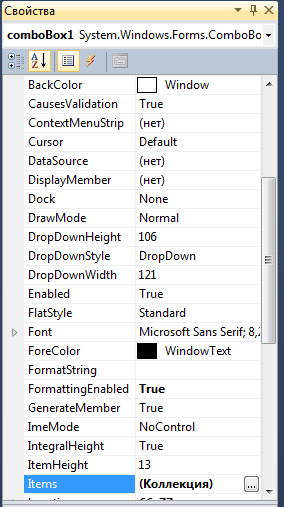 Свойства
comboBox1 System.Windows.Forms.ComboBo
BackColor Window
CausesValidation True
ContextMenuStrip (нет)
Cursor Default
DataSource (нет)
DisplayMember (нет)
Dock None
DrawMode Normal
DropDownHeight 106
DropDownStyle DropDown
DropDownWidth 121
Enabled True
FlatStyle Standard
Font Microsoft Sans Serif; 8,2
ForeColor WindowText
FormatString
FormattingEnabled True
GenerateMember True
ImeMode NoControl
IntegralHeight True
ItemHeight 13
Items (Коллекция) ...